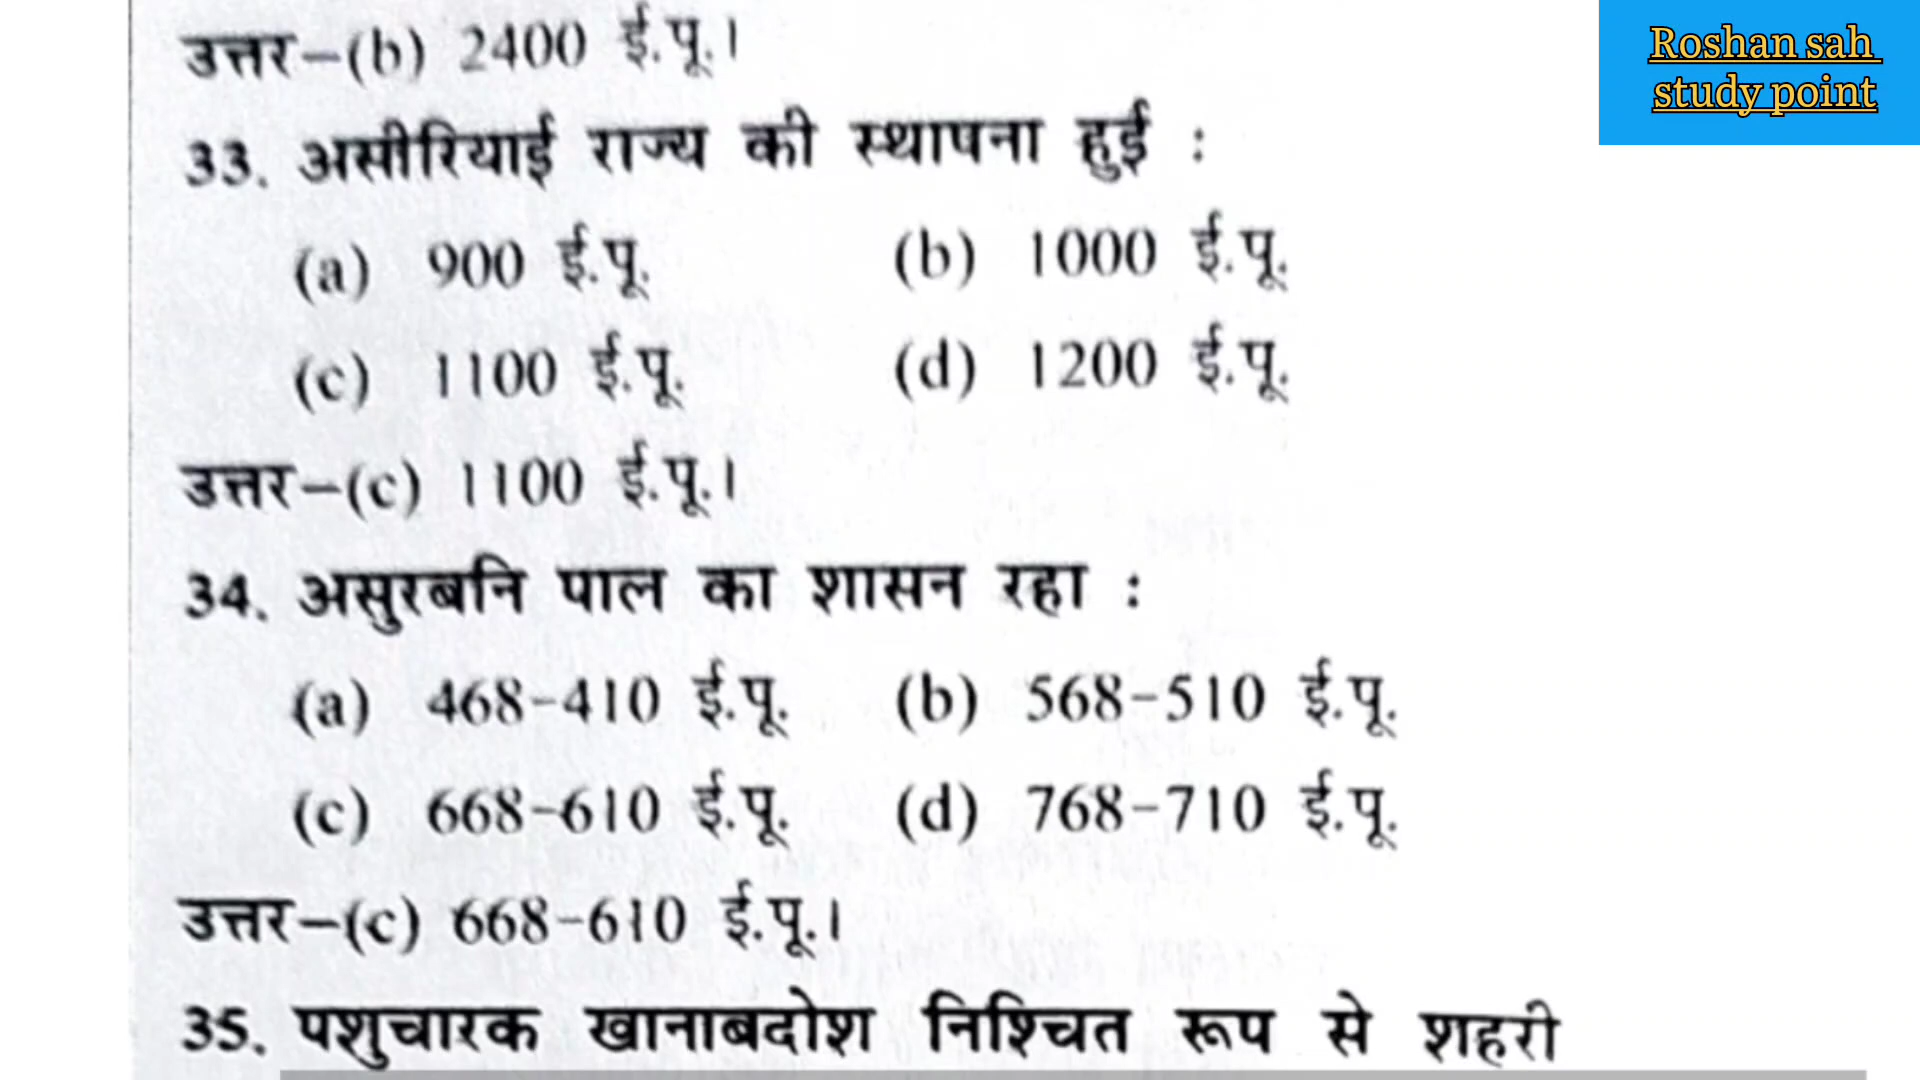 उत्तर–(b) 2400 ई.पू.।
Roshan sah
study point
33. असीरियाई राज्य की स्थापना हुई :
(a) 900 ई.पू. (b) 1000 ई.पू.
(c) 1100 ई.पू. (d) 1200 ई.पू.
उत्तर–(c) 1100 ई.पू.।
34. असुरबनि पाल का शासन रहा :
(a) 468–410 ई.पू. (b) 568–510 ई.पू.
(c) 668–610 ई.पू. (d) 768–710 ई.पू.
उत्तर–(c) 668–610 ई.पू.।
35. पशुचारक खानाबदोश निश्चित रूप से शहरी